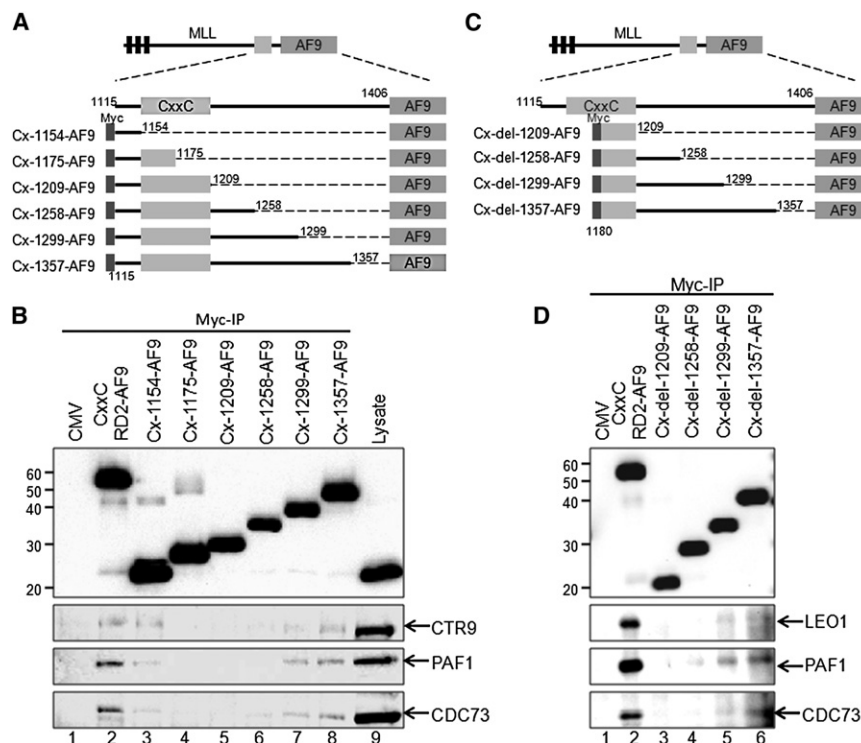 A
MLL
AF9
1115
CxxC
1406
AF9
Myc
Cx-1154-AF9
1154
AF9
Cx-1175-AF9
1175
AF9
Cx-1209-AF9
1209
AF9
Cx-1258-AF9
1258
AF9
Cx-1299-AF9
1299
AF9
Cx-1357-AF9
1357
AF9
1115
B
Myc-IP
CMV
CxxC
RD2-AF9
Cx-1154-AF9
Cx-1175-AF9
Cx-1209-AF9
Cx-1258-AF9
Cx-1299-AF9
Cx-1357-AF9
Lysate
60
50
40
30
20
CTR9
PAF1
CDC73
1 2 3 4 5 6 7 8 9
C
MLL
AF9
1115
CxxC
1406
AF9
Myc
Cx-del-1209-AF9
1209
AF9
Cx-del-1258-AF9
1258
AF9
Cx-del-1299-AF9
1299
AF9
Cx-del-1357-AF9
1357
AF9
1180
D
Myc-IP
CMV
CxxC
RD2-AF9
Cx-del-1209-AF9
Cx-del-1258-AF9
Cx-del-1299-AF9
Cx-del-1357-AF9
60
50
40
30
20
LEO1
PAF1
CDC73
1 2 3 4 5 6